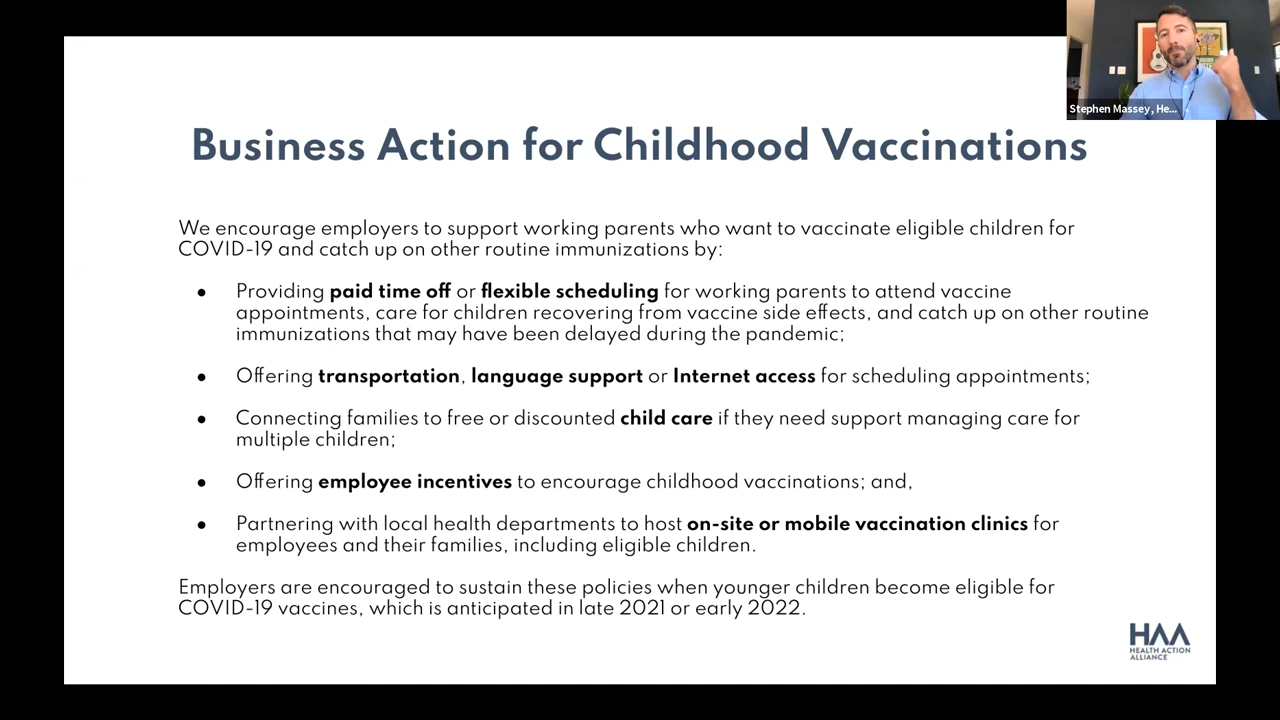 Stephen Massey, He...
Business Action for Childhood Vaccinations
We encourage employers to support working parents who want to vaccinate eligible children for
COVID-19 and catch up on other routine immunizations by:
● Providing paid time off or flexible scheduling for working parents to attend vaccine
appointments, care for children recovering from vaccine side effects, and catch up on other routine
immunizations that may have been delayed during the pandemic;
● Offering transportation, language support or Internet access for scheduling appointments;
● Connecting families to free or discounted child care if they need support managing care for
multiple children;
● Offering employee incentives to encourage childhood vaccinations; and,
● Partnering with local health departments to host on-site or mobile vaccination clinics for
employees and their families, including eligible children.
Employers are encouraged to sustain these policies when younger children become eligible for
COVID-19 vaccines, which is anticipated in late 2021 or early 2022.
HAA
HEALTH ACTION
ALLIANCE